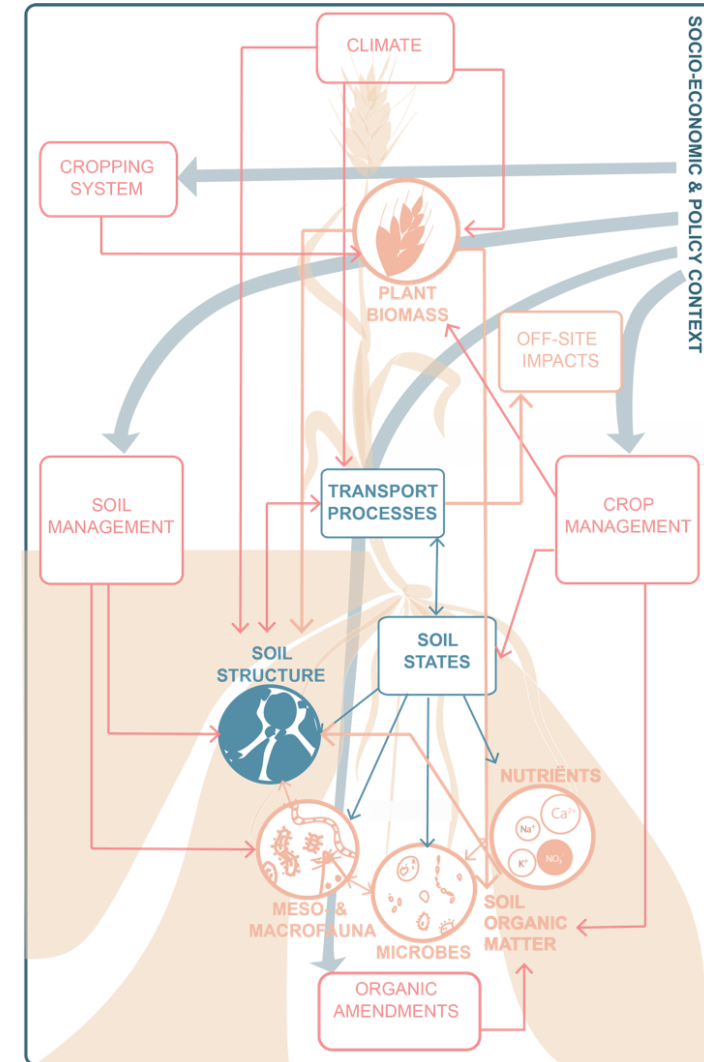 CLIMATE
SOCIO-ECONOMIC & POLICY CONTEXT
CROPPING
SYSTEM
PLANT
BIOMASS
OFF-SITE
IMPACTS
SOIL
MANAGEMENT
TRANSPORT
PROCESSES
CROP
MANAGEMENT
SOIL
STATES
SOIL
STRUCTURE
NUTRIËNTS
Ca²⁺
Na⁺
K⁺
NO₃
MESO- &
MACROFAUNA
MICROBES
SOIL
ORGANIC
MATTER
ORGANIC
AMENDMENTS